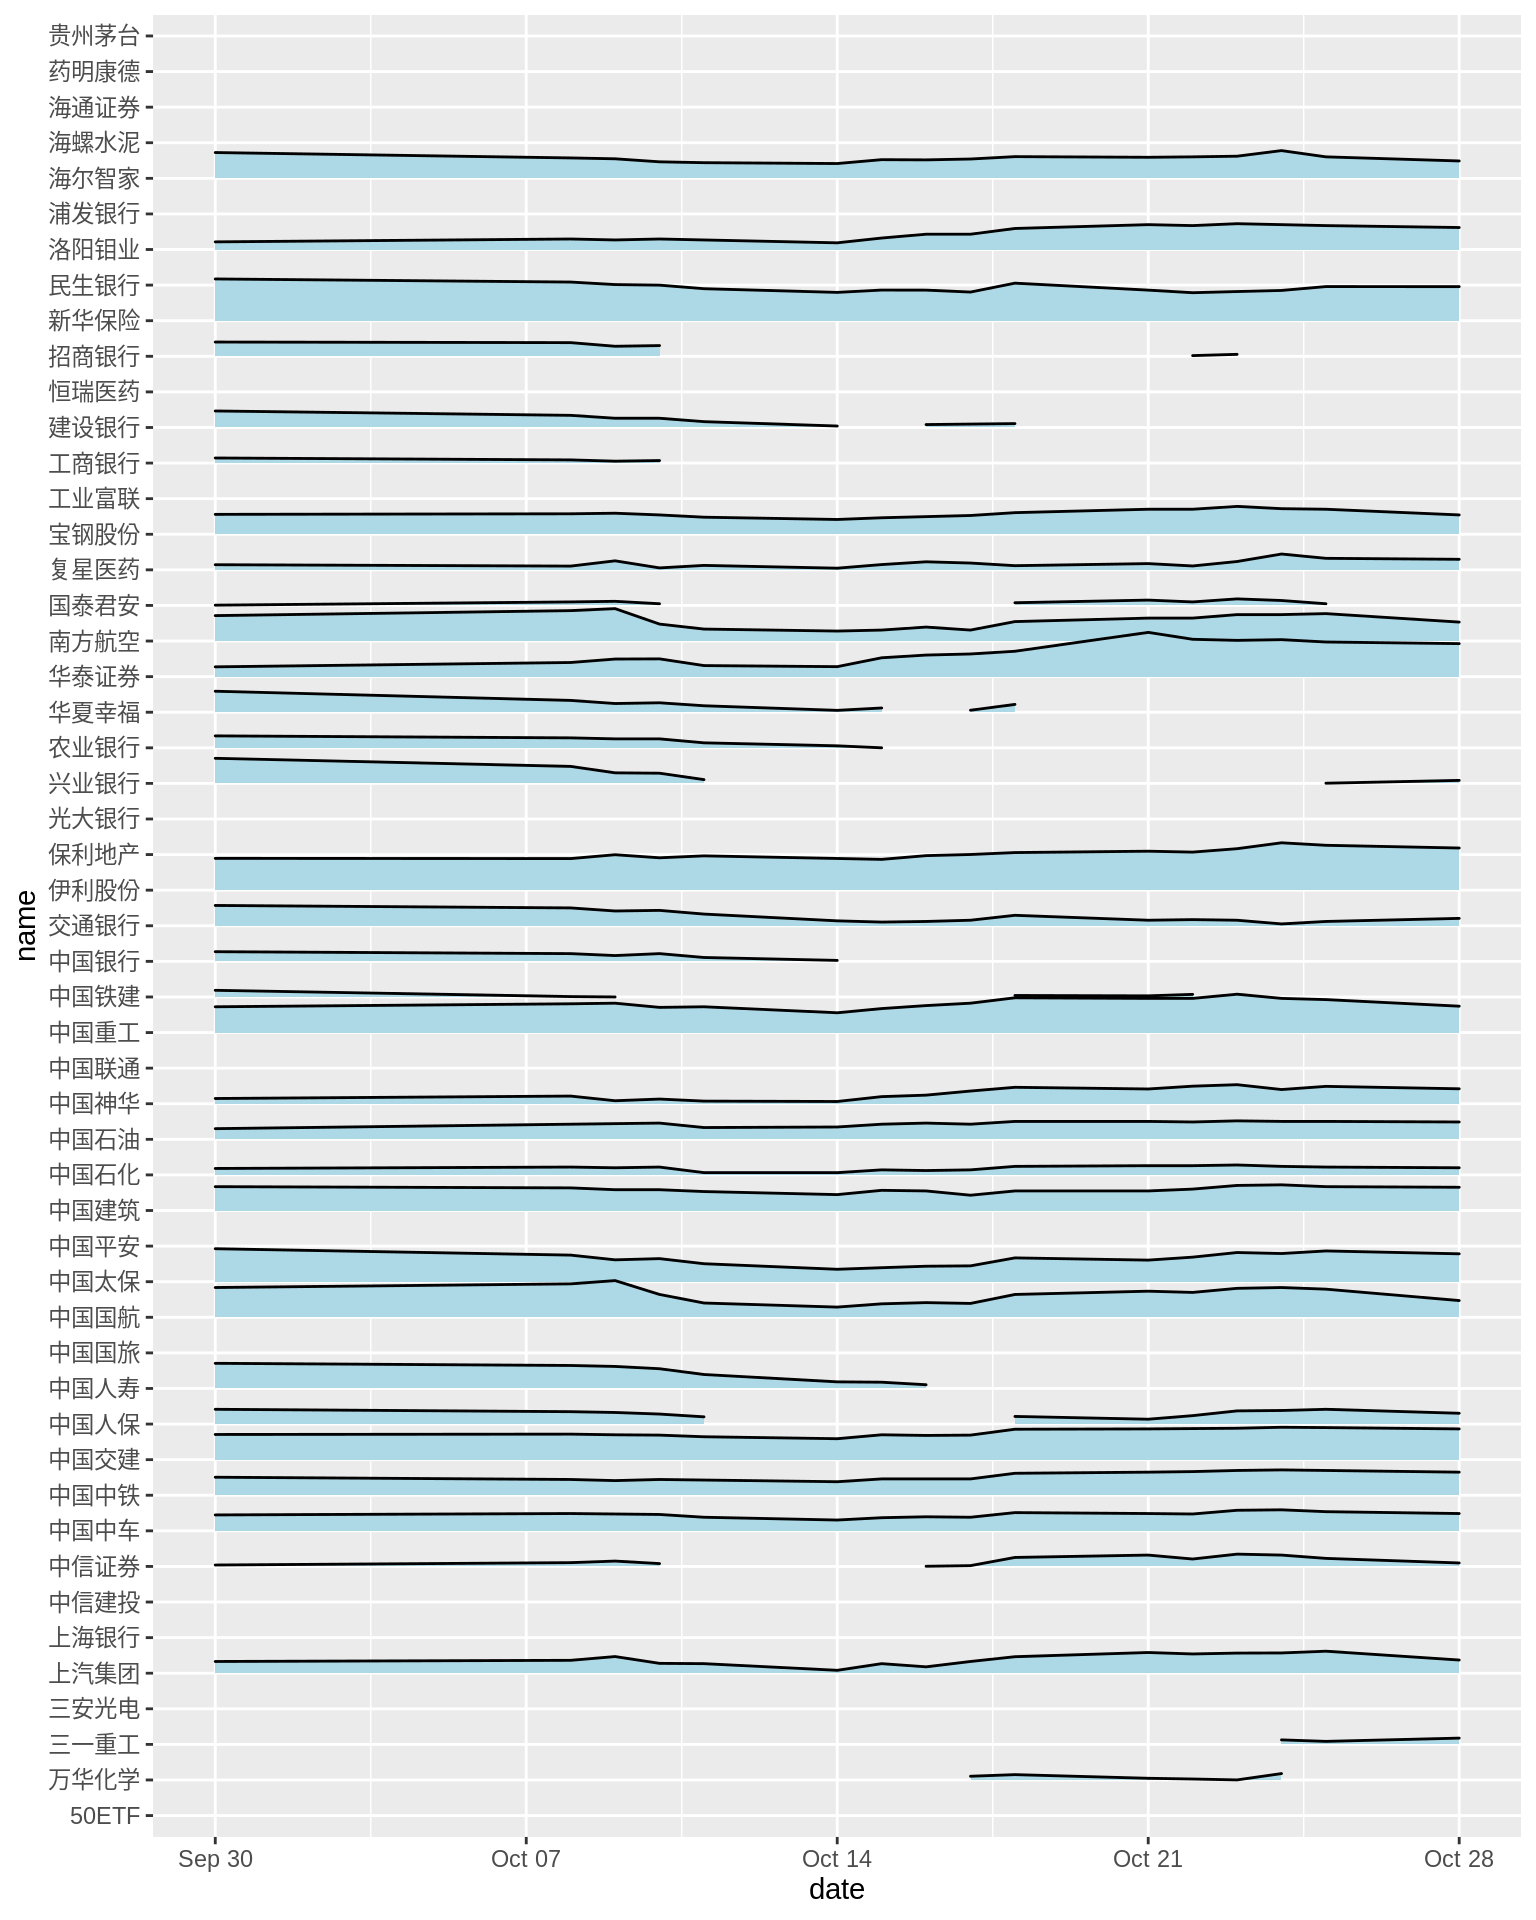 贵州茅台
药明康德
海通证券
海螺水泥
海尔智家
浦发银行
洛阳钼业
民生银行
新华保险
招商银行
恒瑞医药
建设银行
工商银行
工业富联
宝钢股份
复星医药
国泰君安
南方航空
华泰证券
华夏幸福
农业银行
兴业银行
光大银行
保利地产
伊利股份
交通银行
中国银行
中国铁建
中国重工
中国联通
中国神华
中国石油
中国石化
中国建筑
中国平安
中国太保
中国国航
中国国旅
中国人寿
中国人保
中国交建
中国中铁
中国中车
中信证券
中信建投
上海银行
上汽集团
三安光电
三一重工
万华化学
50ETF
name
Sep 30 Oct 07 Oct 14 Oct 21 Oct 28
date